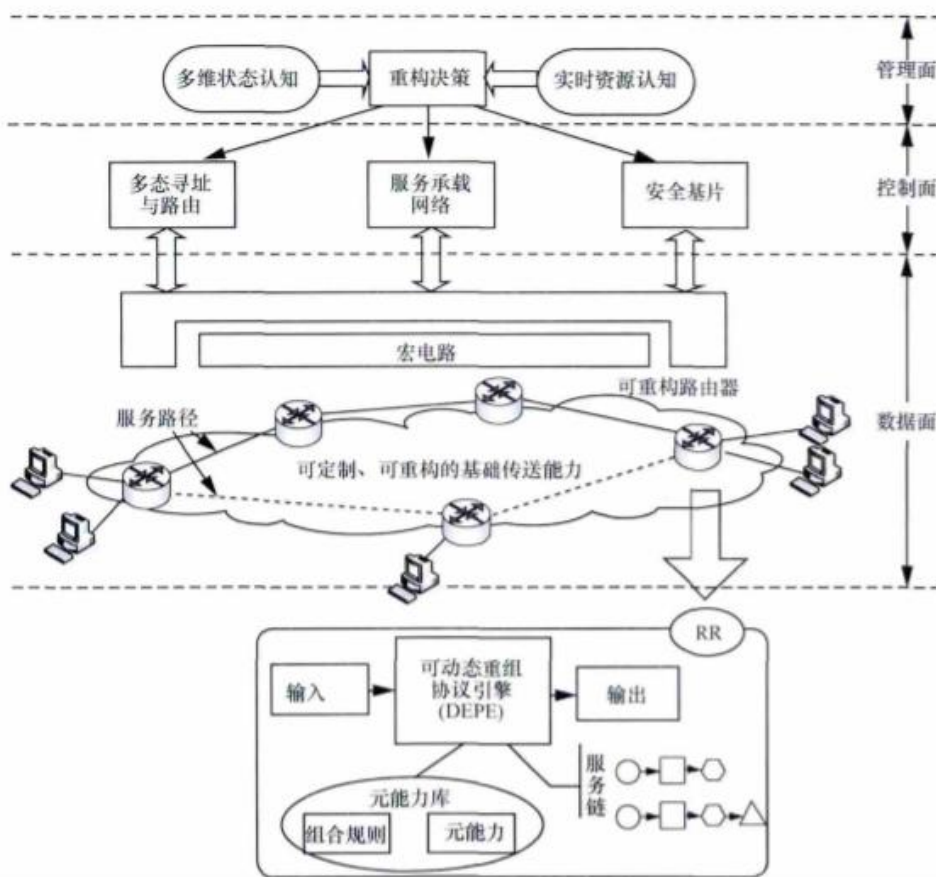 多维状态认知
重构决策
实时资源认知
管理面
多态寻址
与路由
服务承载
网络
安全基片
控制面
宏电路
可重构路由器
服务路径
数据面
可定制、可重构的基础传送能力
RR
输入
可动态重组
协议引擎
(DEPE)
输出
服务链
元能力库
组合规则
元能力